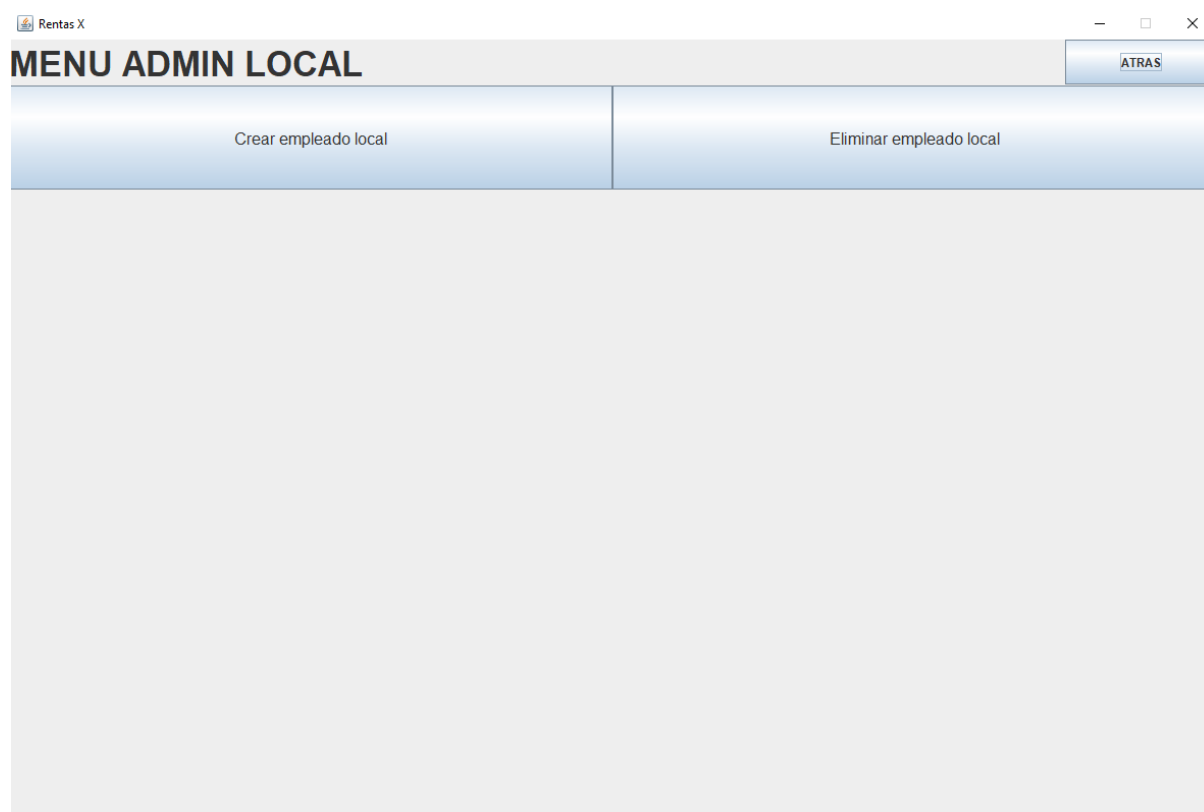 Rentas X
MENU ADMIN LOCAL
ATRAS
Crear empleado local
Eliminar empleado local